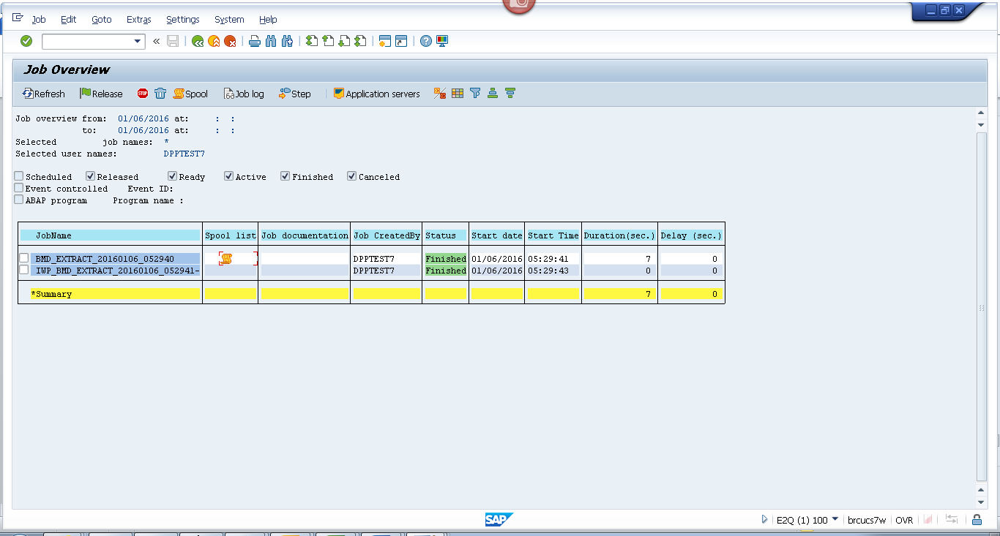 Job Edit Goto Extras Settings System Help
Job Overview
Refresh Release STOP Spool Job log Step Application servers
Job overview from: 01/06/2016 at: : :
to: 01/06/2016 at: : :
Selected job names: *
Selected user names: DPPTEST7
Scheduled Released Ready Active Finished Canceled
Event controlled Event ID:
ABAP program Program name :
JobName Spool list Job documentation Job CreatedBy Status Start date Start Time Duration(sec.) Delay (sec.)
BMD_EXTRACT_20160106_052940 DPPTEST7 Finished 01/06/2016 05:29:41 7 0
IWP_BMD_EXTRACT_20160106_052941- DPPTEST7 Finished 01/06/2016 05:29:43 0 0
*Summary 7 0
SAP E2Q (1) 100 brcucs7w OVR